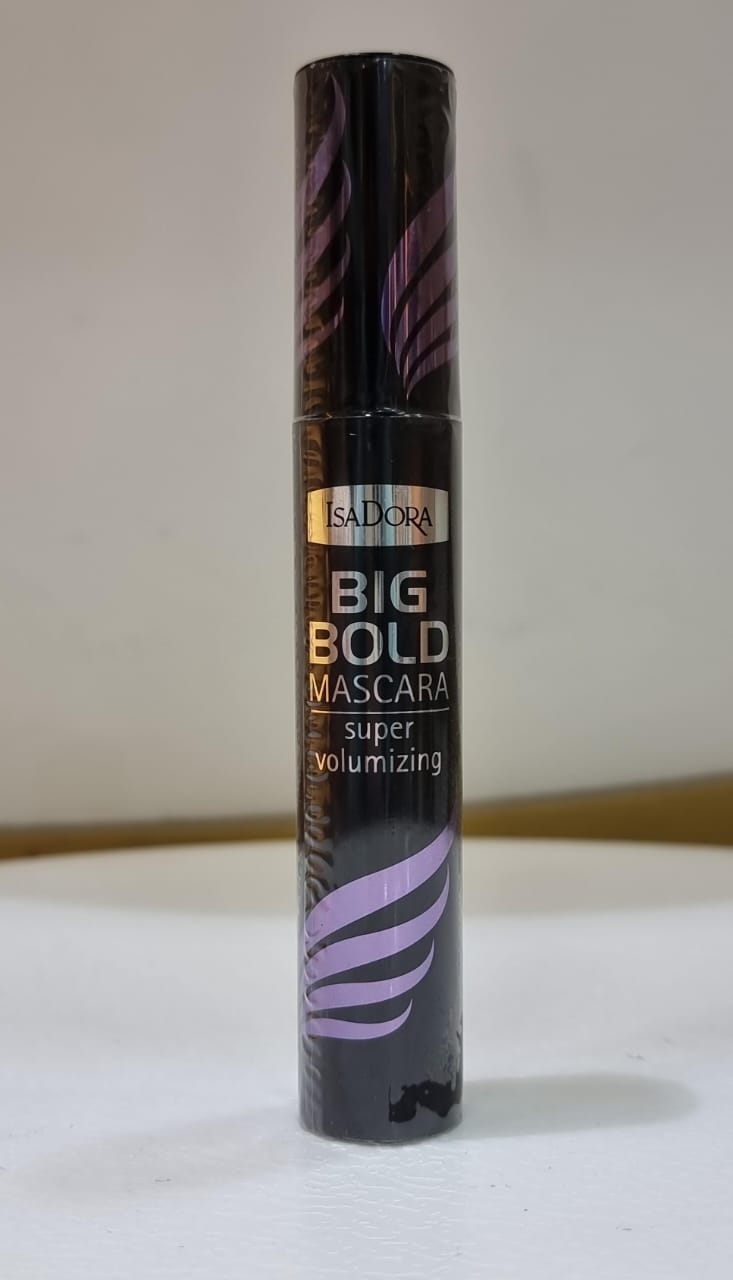 IsaDora
BIG
BOLD
MASCARA
super
volumizing